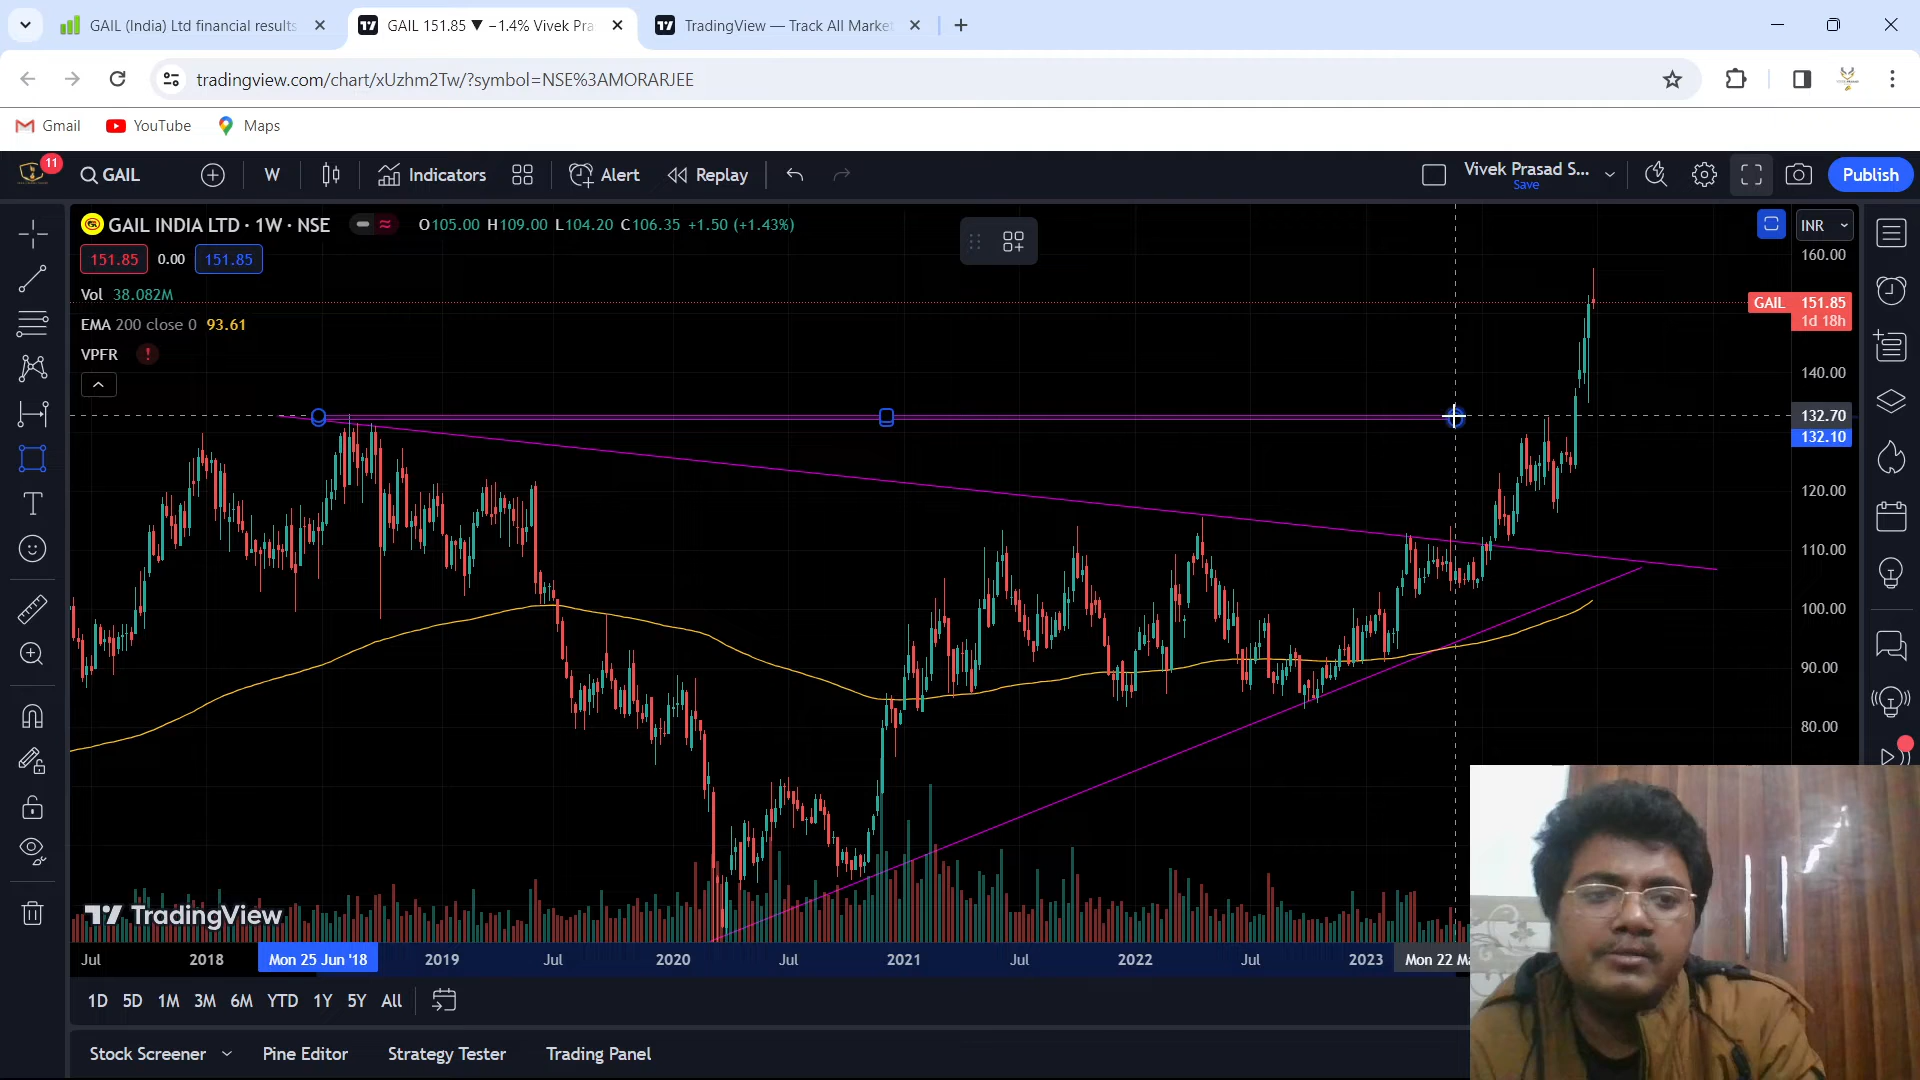 GAIL (India) Ltd financial results
GAIL 151.85 ▼ −1.4% Vivek Pra
TradingView — Track All Marke
tradingview.com/chart/xUzhm2Tw/?symbol=NSE%3AMORARJEE
Gmail
YouTube
Maps
11
GAIL
W
Indicators
Alert
Replay
Vivek Prasad S...
Save
Publish
GAIL INDIA LTD · 1W · NSE
O105.00 H109.00 L104.20 C106.35 +1.50 (+1.43%)
INR
151.85 0.00 151.85
Vol 38.082M
EMA 200 close 0 93.61
VPFR !
160.00
GAIL 151.85
1d 18h
140.00
132.70
132.10
120.00
110.00
100.00
90.00
80.00
TradingView
Jul 2018 Mon 25 Jun '18 2019 Jul 2020 Jul 2021 Jul 2022 Jul 2023 Mon 22 Ma
1D 5D 1M 3M 6M YTD 1Y 5Y All
Stock Screener
Pine Editor
Strategy Tester
Trading Panel